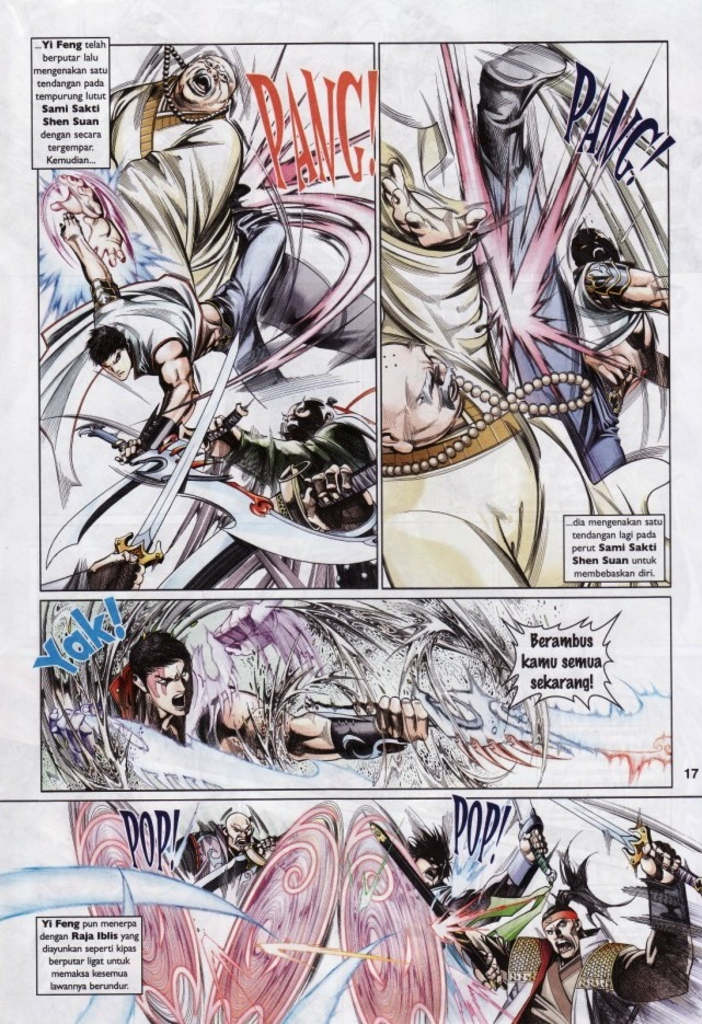 ...Yi Feng telah
berputar lalu
mengenakan satu
tendangan pada
tempurung lutut
Sami Sakti
Shen Suan
dengan secara
tergempar.
Kemudian...
PANG!
PANG!
...dia mengenakan satu
tendangan lagi pada
perut Sami Sakti
Shen Suan untuk
membebaskan diri.
Yak!
Berambus
kamu semua
sekarang!
17
POP!
POP!
Yi Feng pun menerpa
dengan Raja Iblis yang
diayunkan seperti kipas
berputar ligat untuk
memaksa kesemua
lawannya berundur.